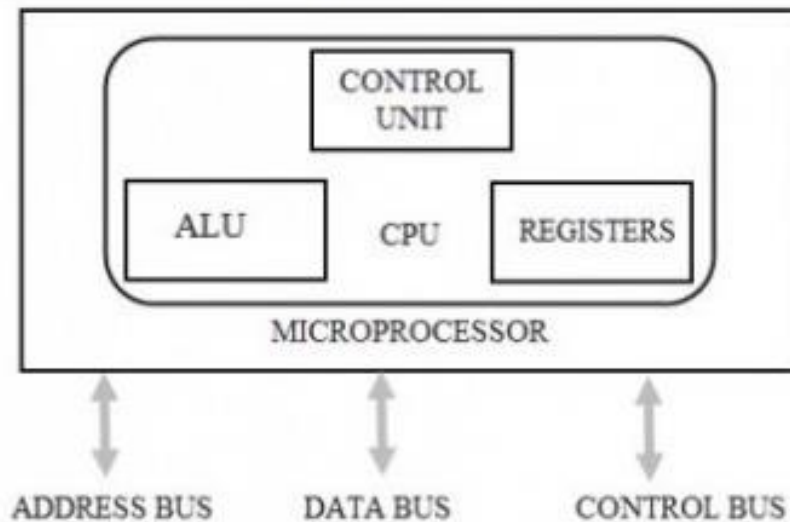 CONTROL
UNIT
ALU
CPU
REGISTERS
MICROPROCESSOR
ADDRESS BUS
DATA BUS
CONTROL BUS